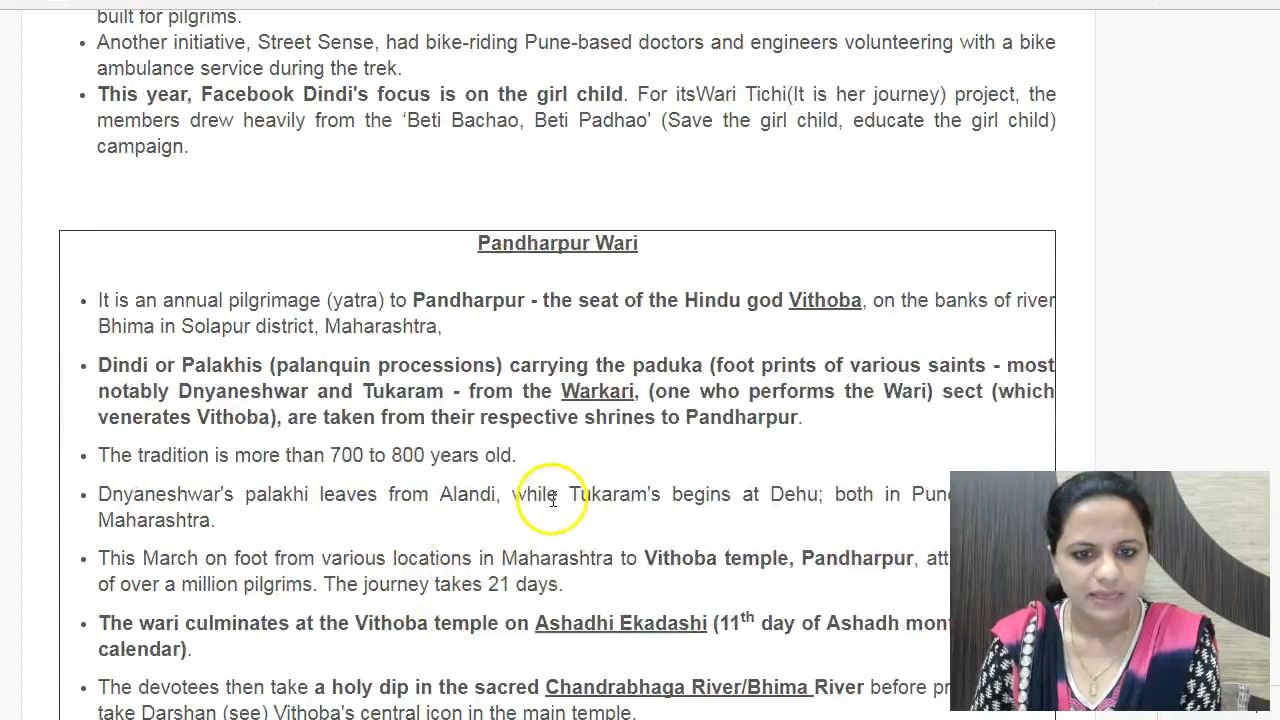 built for pilgrims.
Another initiative, Street Sense, had bike-riding Pune-based doctors and engineers volunteering with a bike
ambulance service during the trek.
This year, Facebook Dindi's focus is on the girl child. For itsWari Tichi(It is her journey) project, the
members drew heavily from the ‘Beti Bachao, Beti Padhao’ (Save the girl child, educate the girl child)
campaign.
Pandharpur Wari
It is an annual pilgrimage (yatra) to Pandharpur - the seat of the Hindu god Vithoba, on the banks of river
Bhima in Solapur district, Maharashtra,
Dindi or Palakhis (palanquin processions) carrying the paduka (foot prints of various saints - most
notably Dnyaneshwar and Tukaram - from the Warkari, (one who performs the Wari) sect (which
venerates Vithoba), are taken from their respective shrines to Pandharpur.
The tradition is more than 700 to 800 years old.
Dnyaneshwar's palakhi leaves from Alandi, while Tukaram's begins at Dehu; both in
Maharashtra.
This March on foot from various locations in Maharashtra to Vithoba temple, Pandharpur,
of over a million pilgrims. The journey takes 21 days.
The wari culminates at the Vithoba temple on Ashadhi Ekadashi (11th day of Ashadh
calendar).
The devotees then take a holy dip in the sacred Chandrabhaga River/Bhima River before
take Darshan (see) Vithoba's central icon in the main temple.